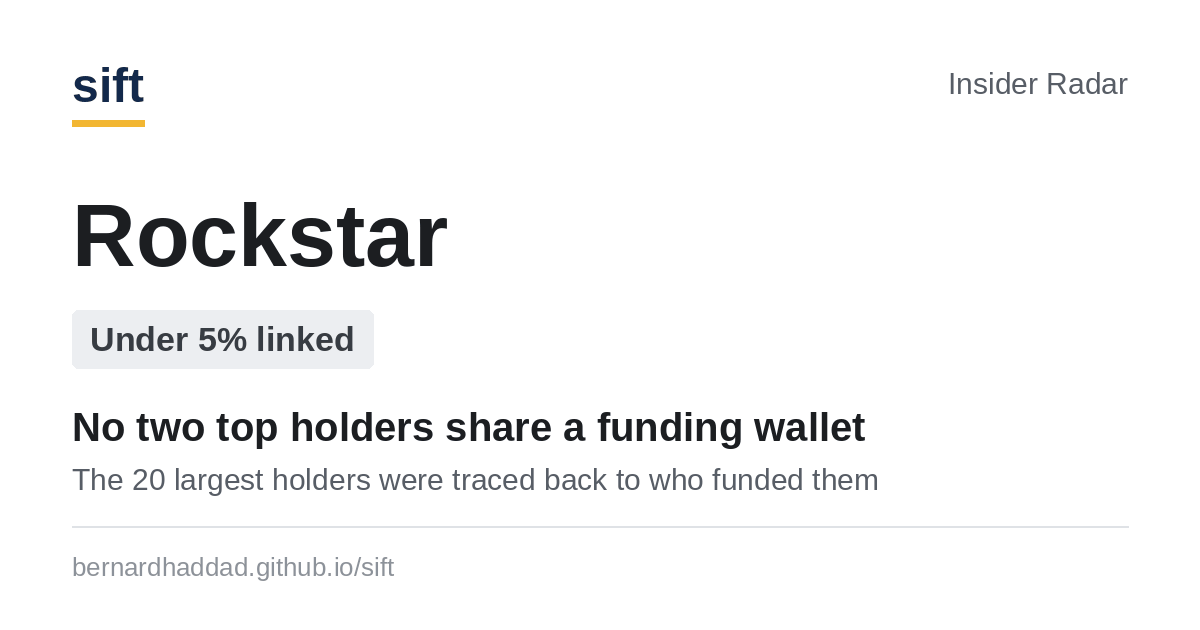 sift
Insider Radar
Rockstar
Under 5% linked
No two top holders share a funding wallet
The 20 largest holders were traced back to who funded them
bernardhaddad.github.io/sift